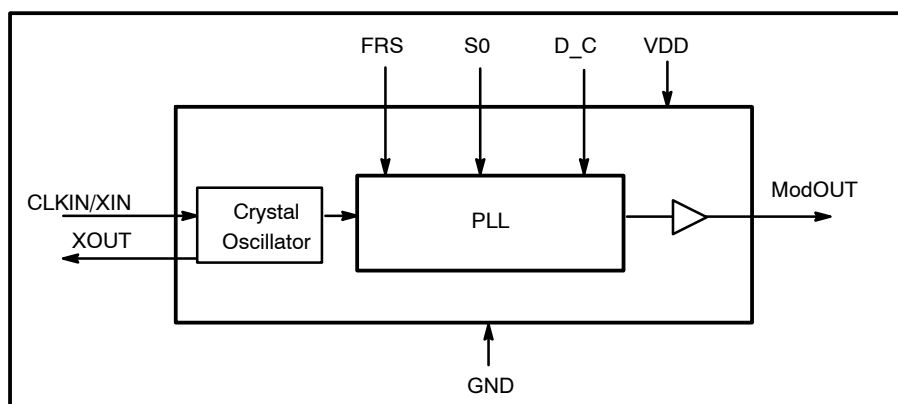 FRS
S0
D_C
VDD
CLKIN/XIN
XOUT
Crystal
Oscillator
PLL
ModOUT
GND